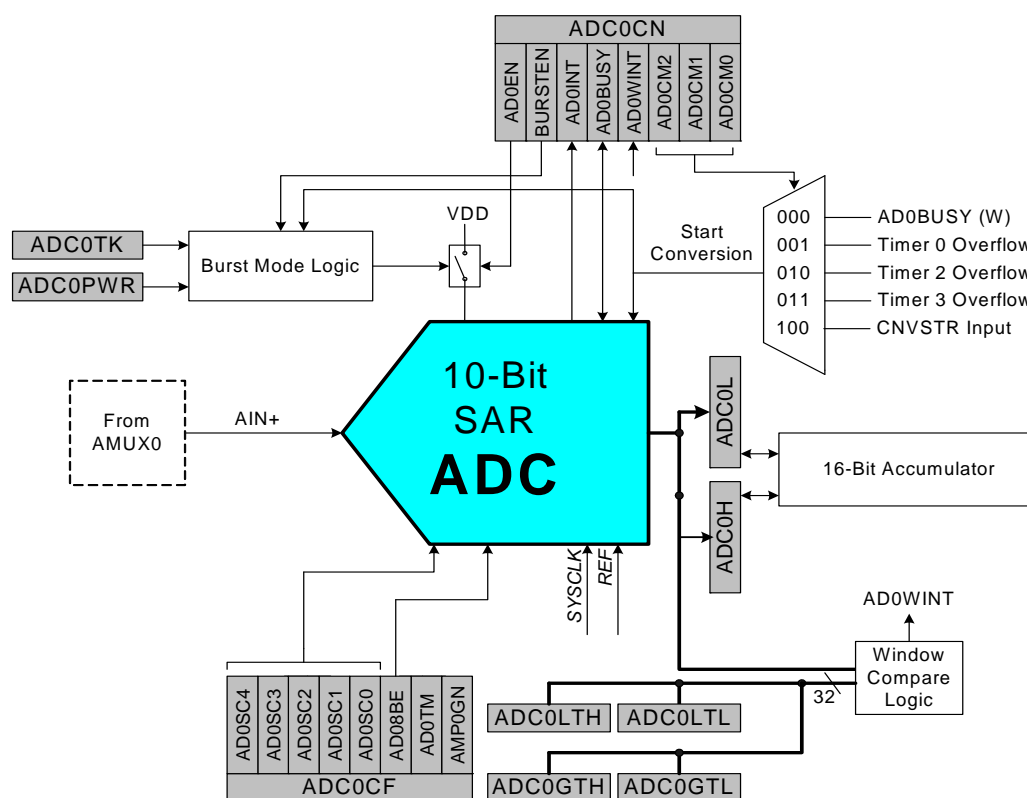 ADC0CN
AD0EN
BURSTEN
AD0INT
AD0BUSY
AD0WINT
AD0CM2
AD0CM1
AD0CM0
VDD
Start
Conversion
000
001
010
011
100
AD0BUSY (W)
Timer 0 Overflow
Timer 2 Overflow
Timer 3 Overflow
CNVSTR Input
ADC0TK
ADC0PWR
Burst Mode Logic
From
AMUX0
AIN+
10-Bit
SAR
ADC
ADC0L
ADC0H
16-Bit Accumulator
SYSCLK
REF
AD0WINT
Window
Compare
Logic
32
AD0SC4
AD0SC3
AD0SC2
AD0SC1
AD0SC0
AD08BE
AD0TM
AMP0GN
ADC0CF
ADC0LTH
ADC0LTL
ADC0GTH
ADC0GTL